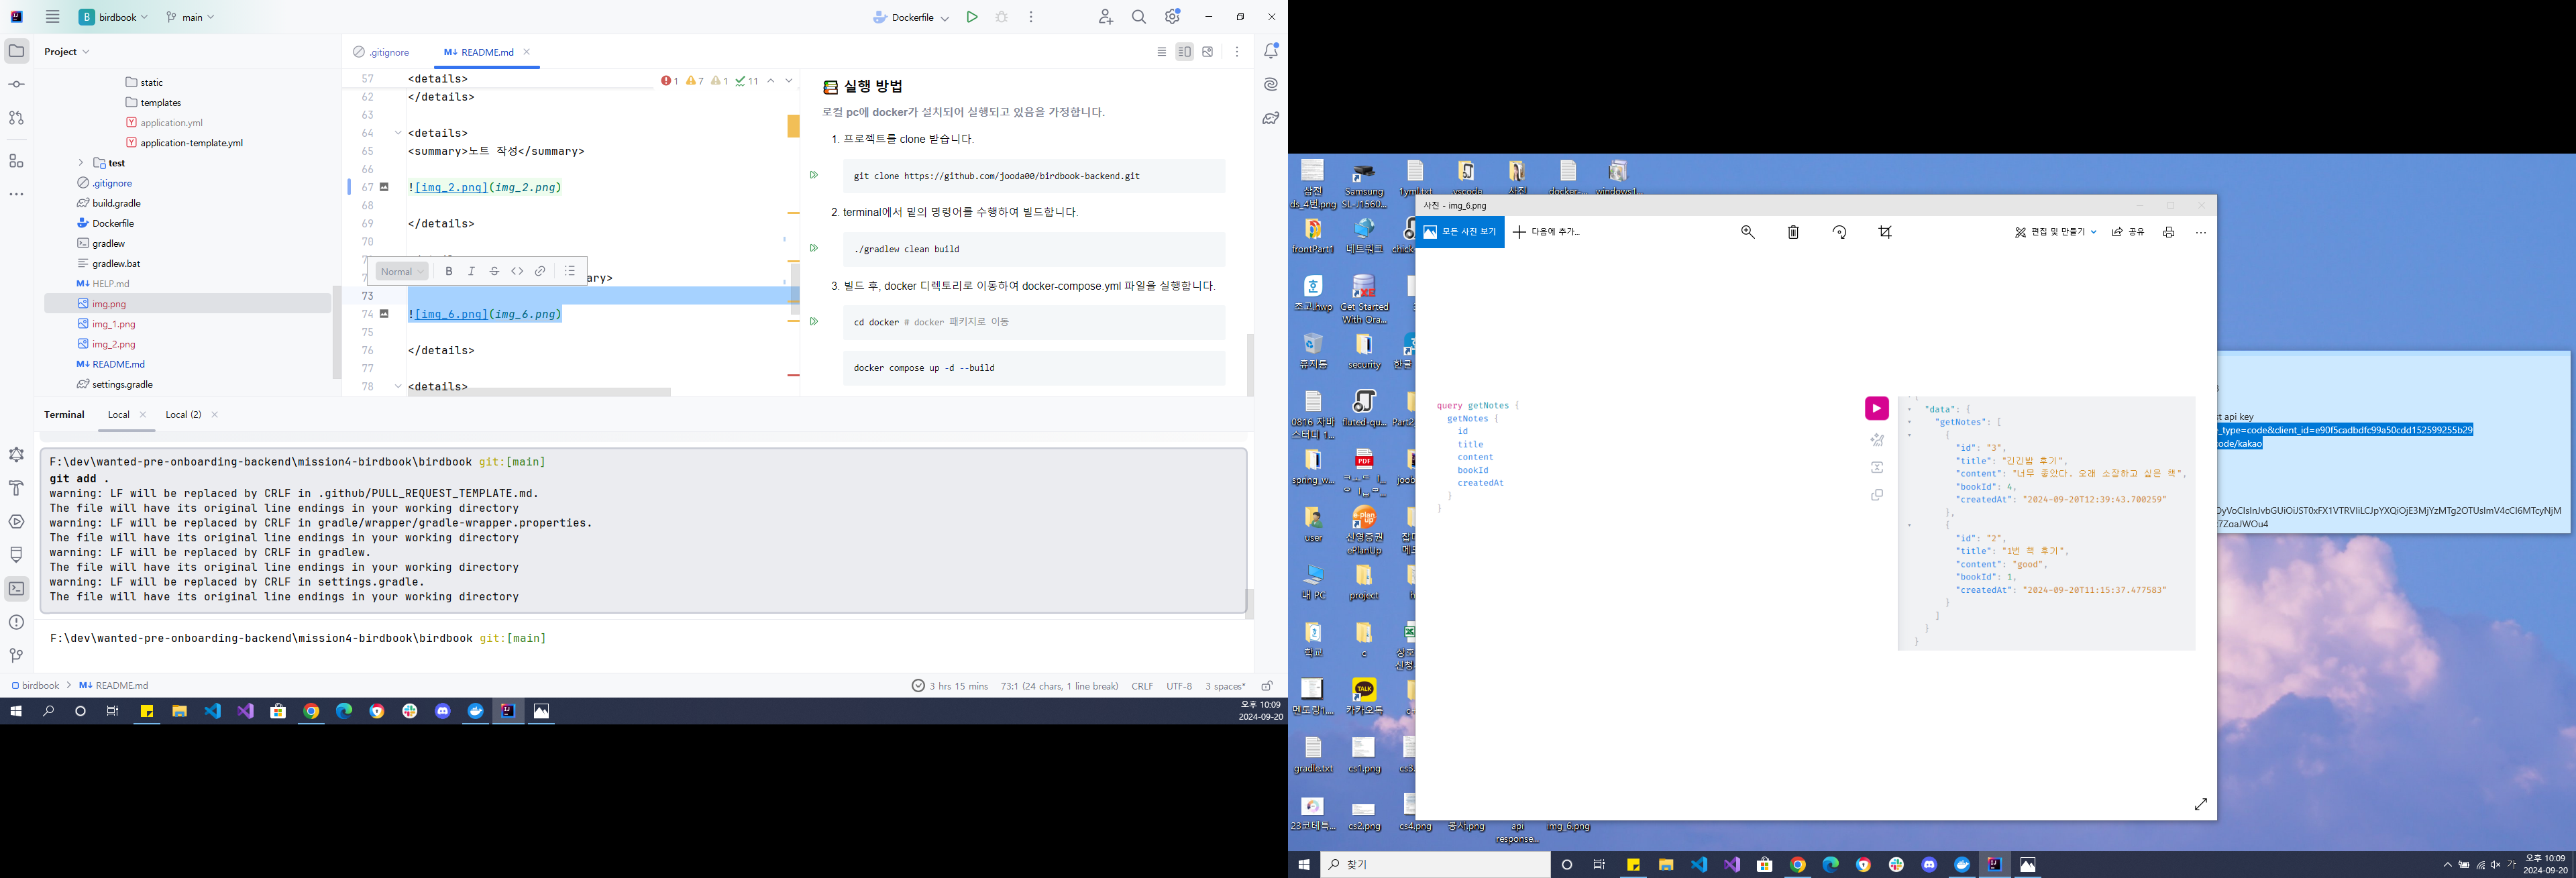 birdbook
main
Dockerfile
Project
.gitignore
README.md
static
templates
application.yml
application-template.yml
test
.gitignore
build.gradle
Dockerfile
gradlew
gradlew.bat
HELP.md
img.png
img_1.png
img_2.png
README.md
settings.gradle
1 7 1 11
57 <details>
62 </details>
63
64 <details>
65 <summary>노트 작성</summary>
66
67 ![img_2.png](img_2.png)
68
69 </details>
70
Normal B I S <>
73
74 ![img_6.png](img_6.png)
75
76 </details>
77
78 <details>
실행 방법
로컬 pc에 docker가 설치되어 실행되고 있음을 가정합니다.
1. 프로젝트를 clone 받습니다.
git clone https://github.com/jooda00/birdbook-backend.git
2. terminal에서 밑의 명령어를 수행하여 빌드합니다.
./gradlew clean build
3. 빌드 후, docker 디렉토리로 이동하여 docker-compose.yml 파일을 실행합니다.
cd docker # docker 패키지로 이동
docker compose up -d --build
Terminal Local Local (2)
F:\dev\wanted-pre-onboarding-backend\mission4-birdbook\birdbook git:[main]
git add .
warning: LF will be replaced by CRLF in .github/PULL_REQUEST_TEMPLATE.md.
The file will have its original line endings in your working directory
warning: LF will be replaced by CRLF in gradle/wrapper/gradle-wrapper.properties.
The file will have its original line endings in your working directory
warning: LF will be replaced by CRLF in gradlew.
The file will have its original line endings in your working directory
warning: LF will be replaced by CRLF in settings.gradle.
The file will have its original line endings in your working directory
F:\dev\wanted-pre-onboarding-backend\mission4-birdbook\birdbook git:[main]
birdbook > README.md
3 hrs 15 mins 73:1 (24 chars, 1 line break) CRLF UTF-8 3 spaces*
오후 10:09
2024-09-20
삼전 ds_4번.png
Samsung SL-J1560...
1yml.txt
vscode
사진
docker-...
windows1...
frontPart1
네트워크
초고.hwp
Get Started With Ora...
휴지통
security
한글
0816 자바 스터디 1...
fluted-qu...
Part2
spring_w...
user
신영증권 ePlanUp
내 PC
project
학교
c
멘토링1...
카카오톡
gradle.txt
cs1.png
cs3.
23코테특...
cs2.png
cs4.png
봉사.png
api response...
img_6.png
사진 - img_6.png
모든 사진 보기
다음에 추가...
편집 및 만들기
공유
query getNotes {
getNotes {
id
title
content
bookId
createdAt
}
}
{
"data": {
"getNotes": [
{
"id": "3",
"title": "긴긴밤 후기",
"content": "너무 좋았다. 오래 소장하고 싶은 책",
"bookId": 4,
"createdAt": "2024-09-20T12:39:43.700259"
},
{
"id": "2",
"title": "1번 책 후기",
"content": "good",
"bookId": 1,
"createdAt": "2024-09-20T11:15:37.477583"
}
]
}
}
st api key
e_type=code&client_id=e90f5cadbdfc99a50cdd152599255b29
code/kakao
찾기
가
오후 10:09
2024-09-20